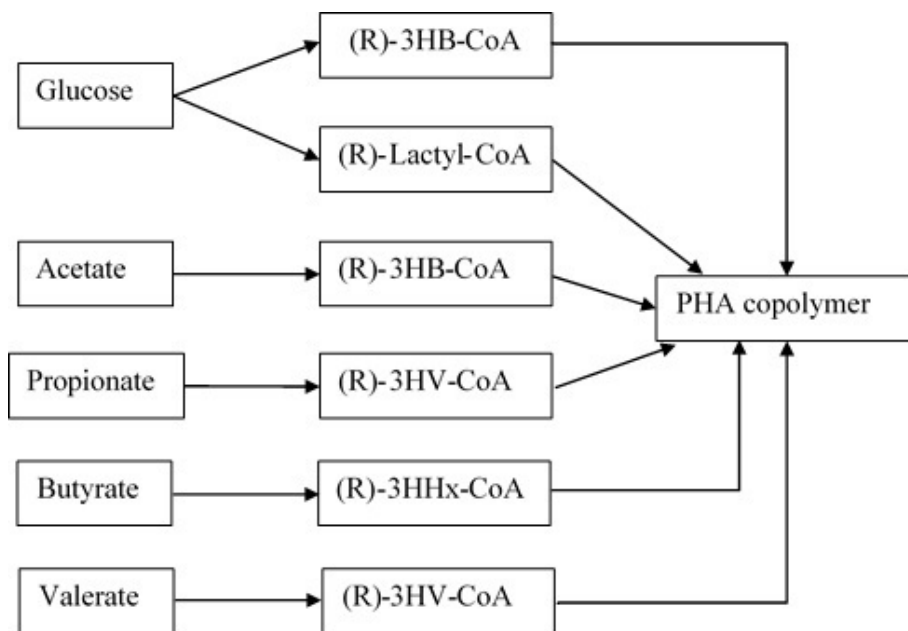 Glucose
(R)-3HB-CoA
(R)-Lactyl-CoA
Acetate
(R)-3HB-CoA
PHA copolymer
Propionate
(R)-3HV-CoA
Butyrate
(R)-3HHx-CoA
Valerate
(R)-3HV-CoA